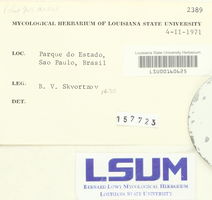 2389
MYCOLOGICAL HERBARIUM OF LOUISIANA STATE UNIVERSITY
4-11-1971
LOC. Parque do Estado,
Sao Paulo, Brazil
Louisiana State University Herbarium
LSU00140625
LEG. B. V. Skvortzov
DET.
157723
LSUM
BERNARD LOWY MYCOLOGICAL HERBARIUM
LOUISIANA STATE UNIVERSITY